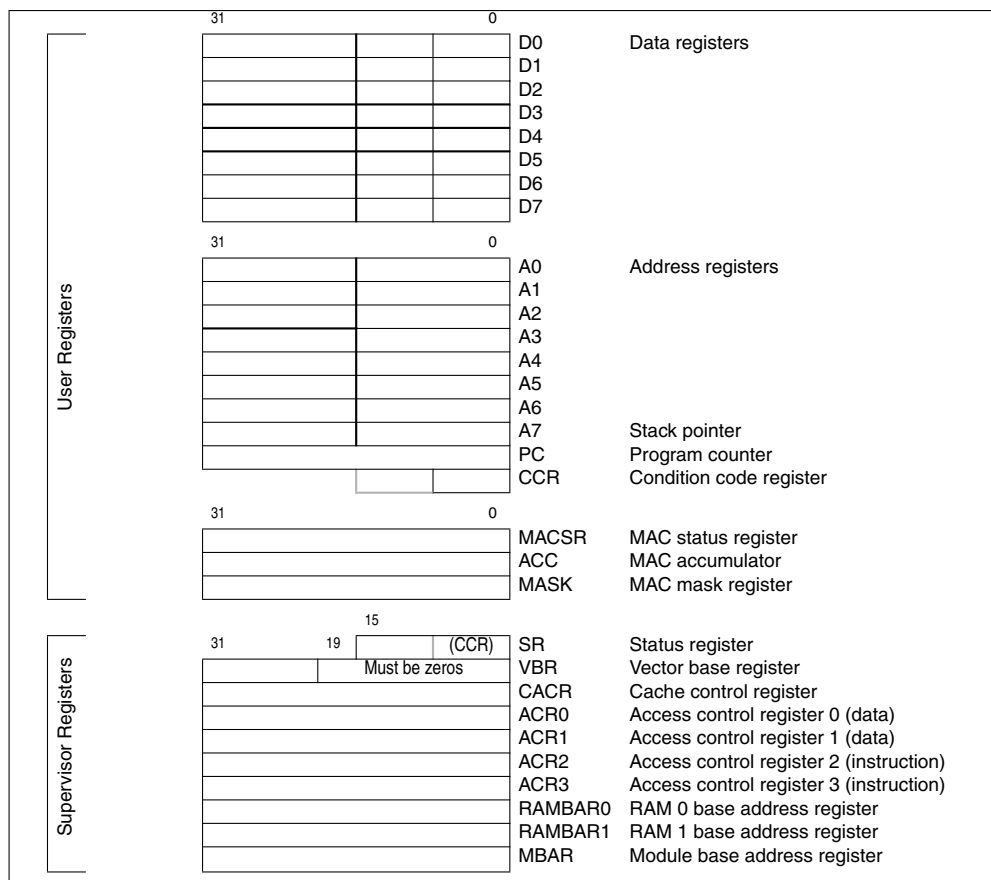 31 0
D0 Data registers
D1
D2
D3
D4
D5
D6
D7
31 0
A0 Address registers
A1
A2
A3
A4
A5
A6
A7 Stack pointer
PC Program counter
CCR Condition code register
31 0
MACSR MAC status register
ACC MAC accumulator
MASK MAC mask register
User Registers
15
31 19 (CCR) SR Status register
Must be zeros VBR Vector base register
CACR Cache control register
ACR0 Access control register 0 (data)
ACR1 Access control register 1 (data)
ACR2 Access control register 2 (instruction)
ACR3 Access control register 3 (instruction)
RAMBAR0 RAM 0 base address register
RAMBAR1 RAM 1 base address register
MBAR Module base address register
Supervisor Registers